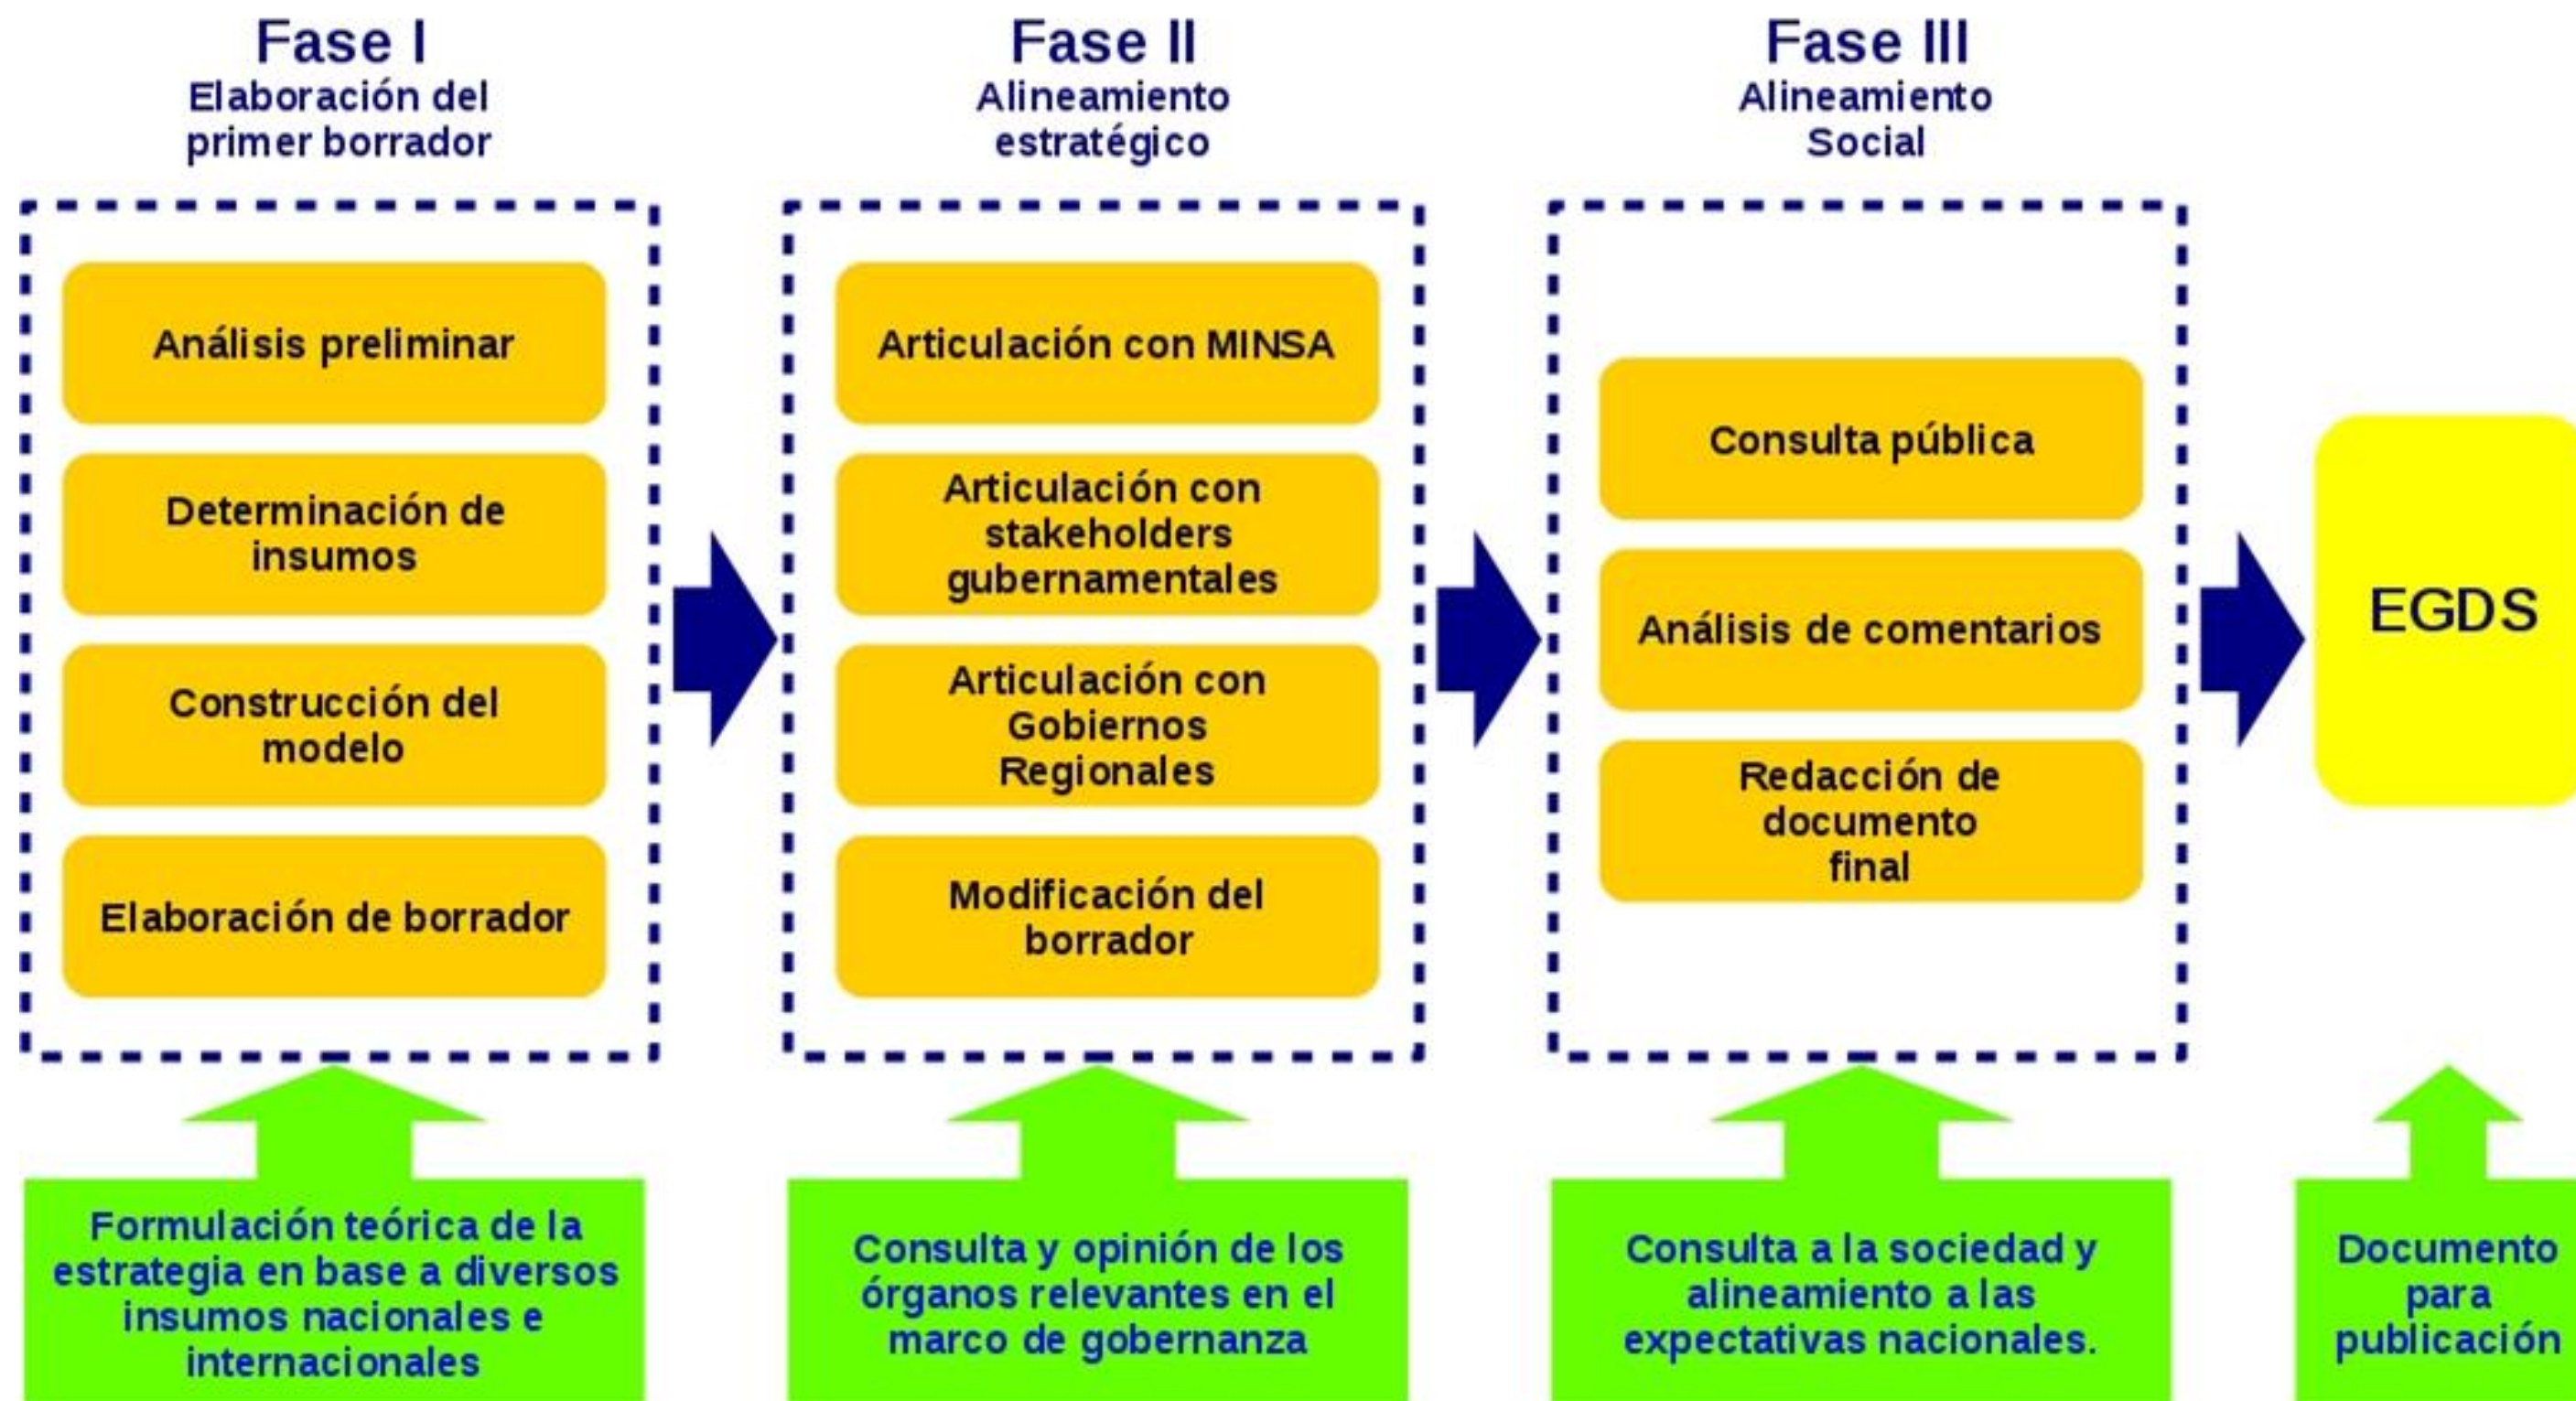 Fase I
Elaboración del
primer borrador
Análisis preliminar
Determinación de
insumos
Construcción del
modelo
Elaboración de borrador
Formulación teórica de la
estrategia en base a diversos
insumos nacionales e
internacionales
Fase II
Alineamiento
estratégico
Articulación con MINSA
Articulación con
stakeholders
gubernamentales
Articulación con
Gobiernos
Regionales
Modificación del
borrador
Consulta y opinión de los
órganos relevantes en el
marco de gobernanza
Fase III
Alineamiento
Social
Consulta pública
Análisis de comentarios
Redacción de
documento
final
Consulta a la sociedad y
alineamiento a las
expectativas nacionales.
EGDS
Documento
para
publicación